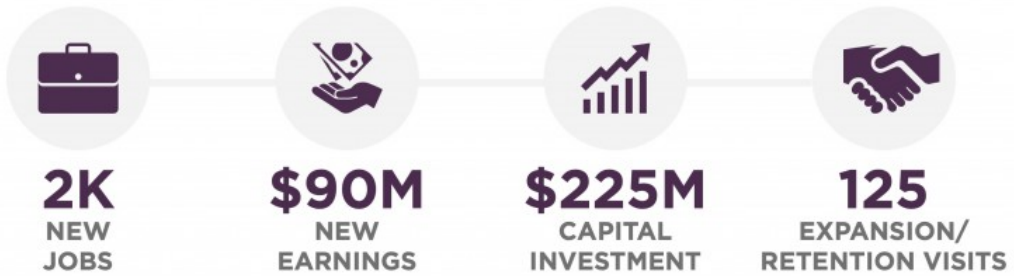 2K
NEW
JOBS
$90M
NEW
EARNINGS
$225M
CAPITAL
INVESTMENT
125
EXPANSION/
RETENTION VISITS